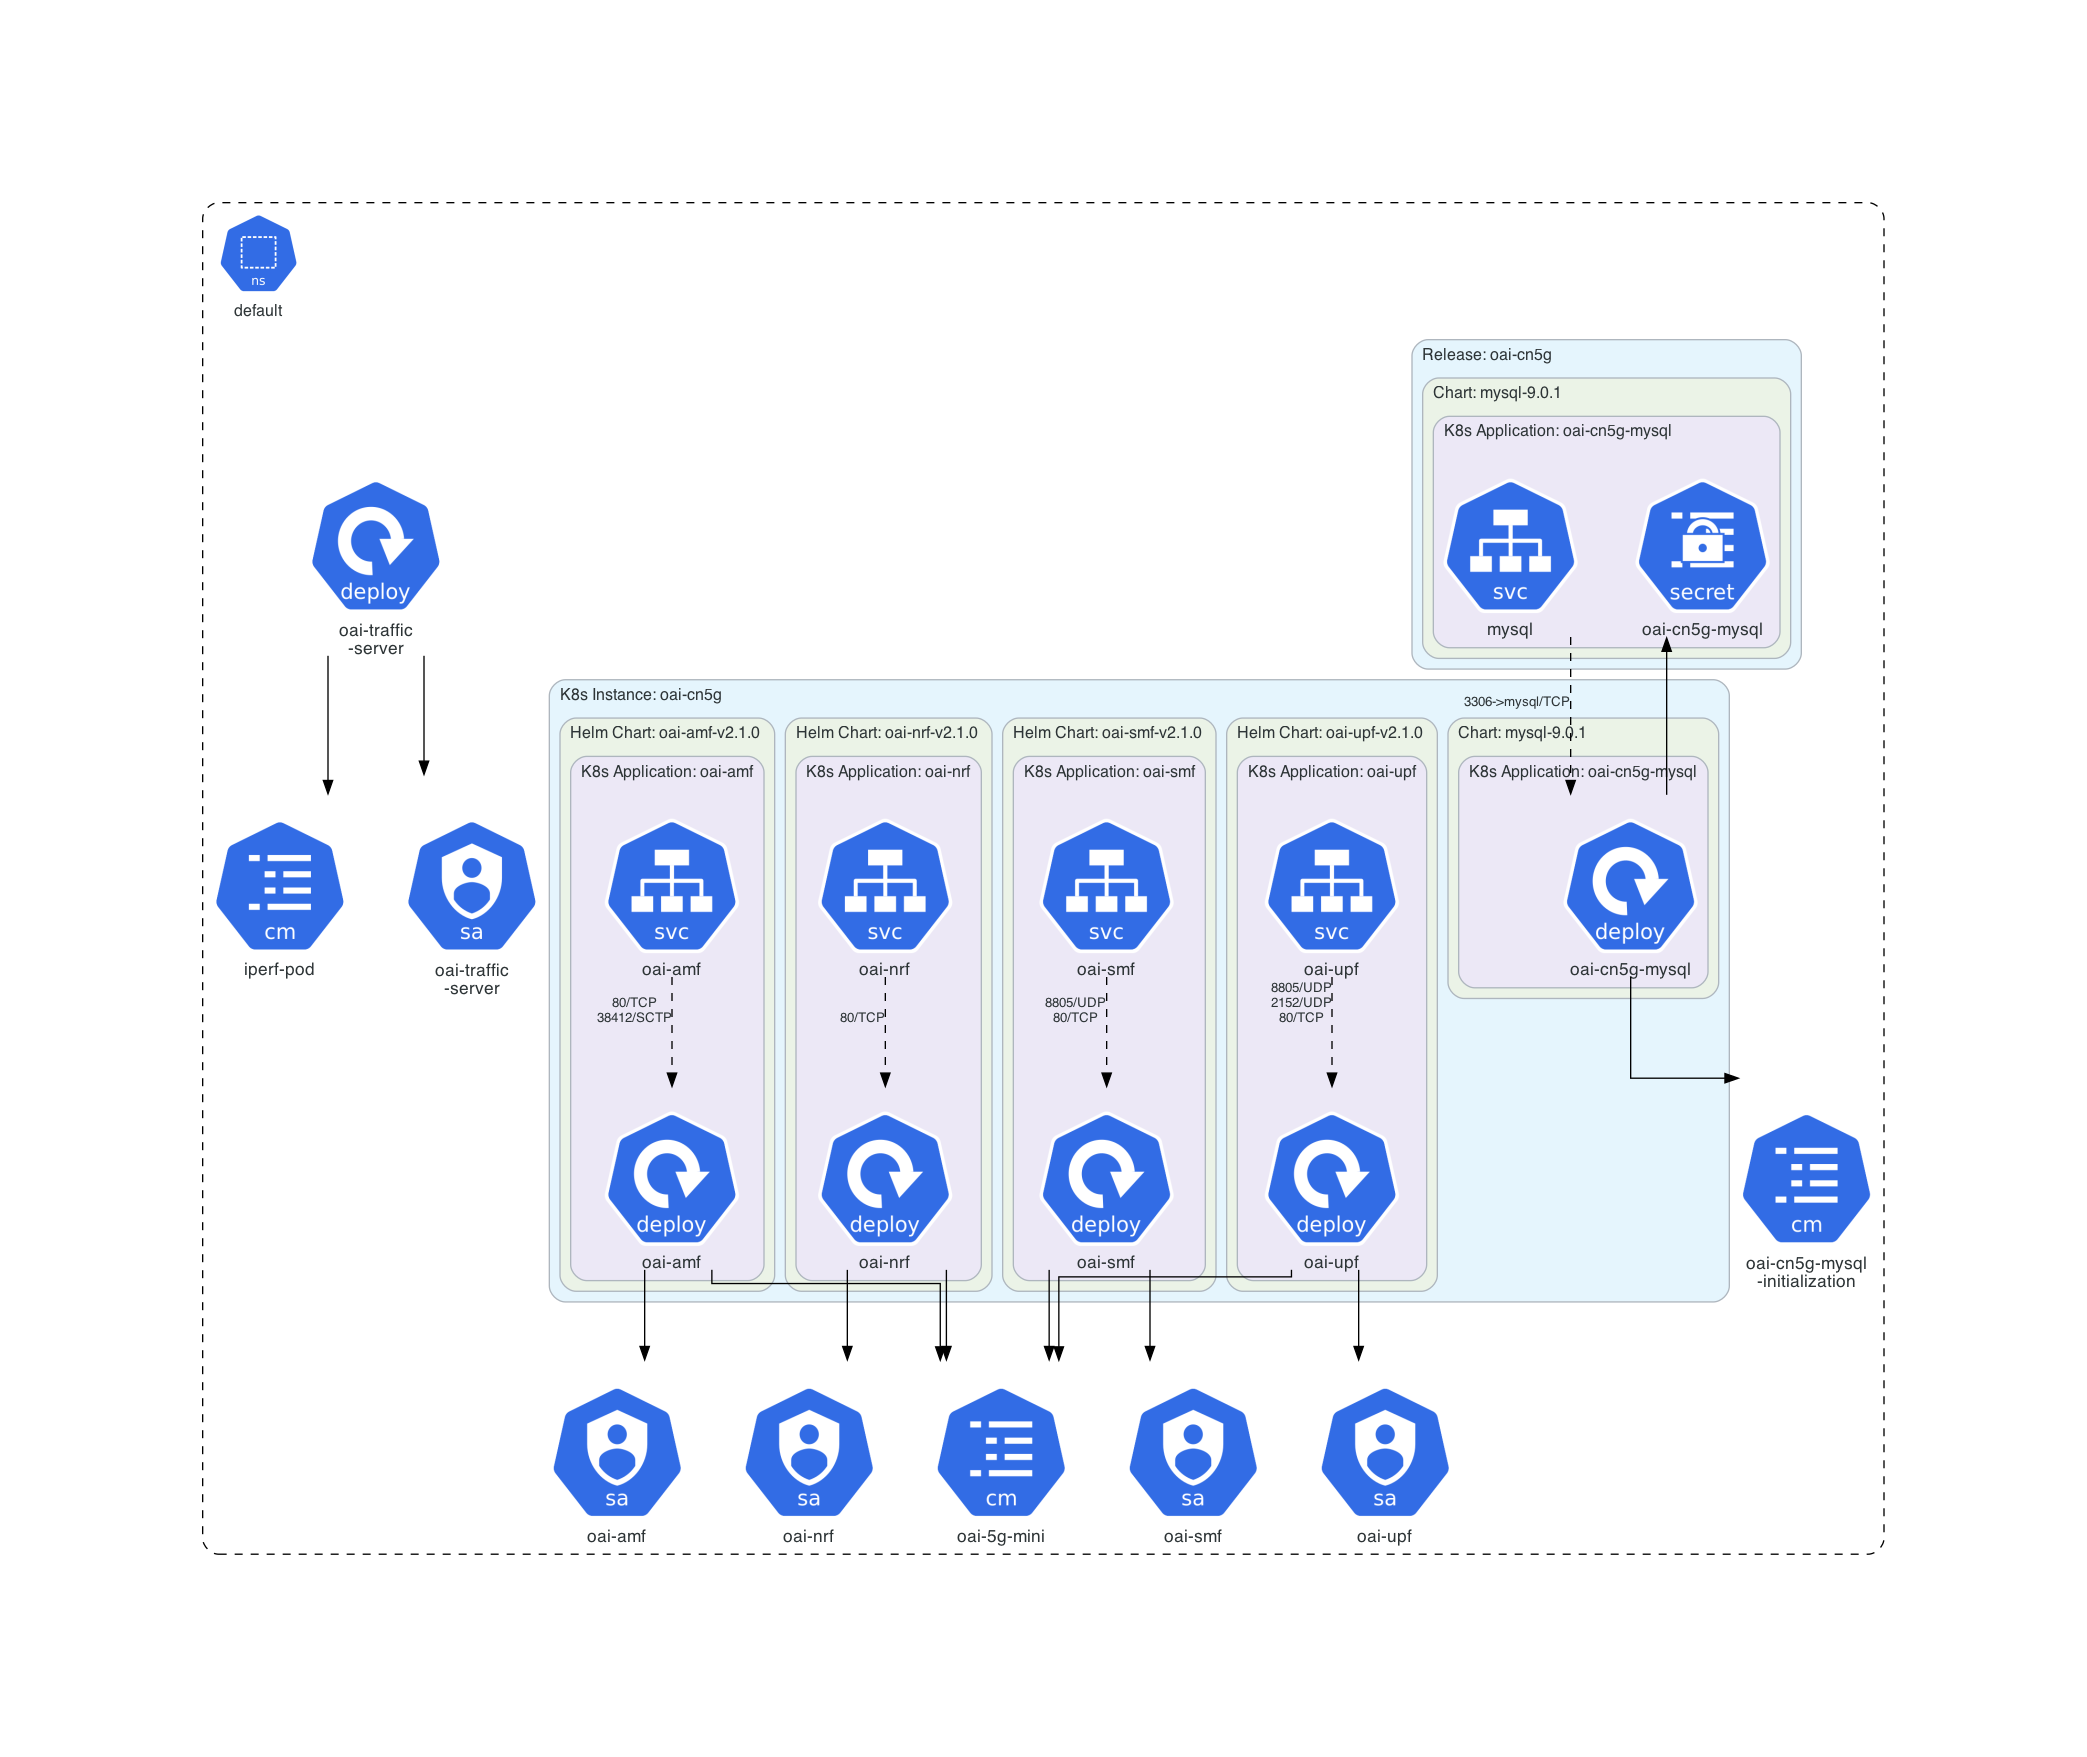 ns
default
Release: oai-cn5g
Chart: mysql-9.0.1
K8s Application: oai-cn5g-mysql
deploy
oai-traffic
-server
svc
mysql
secret
oai-cn5g-mysql
3306->mysql/TCP
K8s Instance: oai-cn5g
Helm Chart: oai-amf-v2.1.0
Helm Chart: oai-nrf-v2.1.0
Helm Chart: oai-smf-v2.1.0
Helm Chart: oai-upf-v2.1.0
Chart: mysql-9.0.1
K8s Application: oai-amf
K8s Application: oai-nrf
K8s Application: oai-smf
K8s Application: oai-upf
K8s Application: oai-cn5g-mysql
cm
iperf-pod
sa
oai-traffic
-server
svc
oai-amf
svc
oai-nrf
svc
oai-smf
svc
oai-upf
deploy
oai-cn5g-mysql
80/TCP
38412/SCTP
80/TCP
8805/UDP
80/TCP
8805/UDP
2152/UDP
80/TCP
deploy
oai-amf
deploy
oai-nrf
deploy
oai-smf
deploy
oai-upf
cm
oai-cn5g-mysql
-initialization
sa
oai-amf
sa
oai-nrf
cm
oai-5g-mini
sa
oai-smf
sa
oai-upf